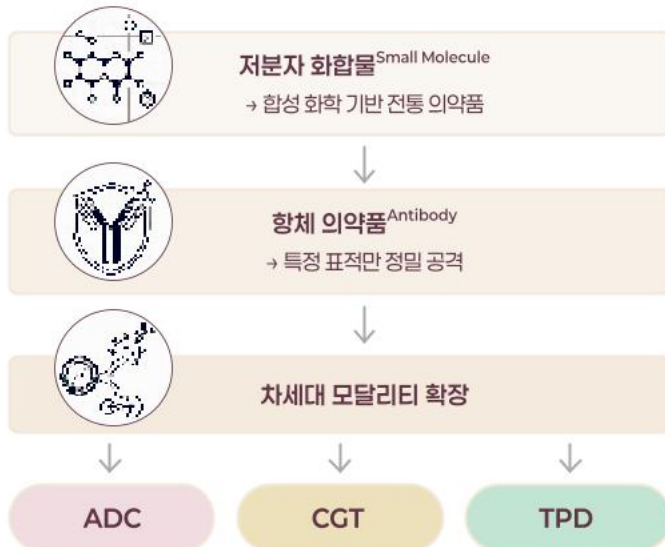 저분자 화합물Small Molecule
→ 합성 화학 기반 전통 의약품
항체 의약품Antibody
→ 특정 표적만 정밀 공격
차세대 모달리티 확장
ADC CGT TPD